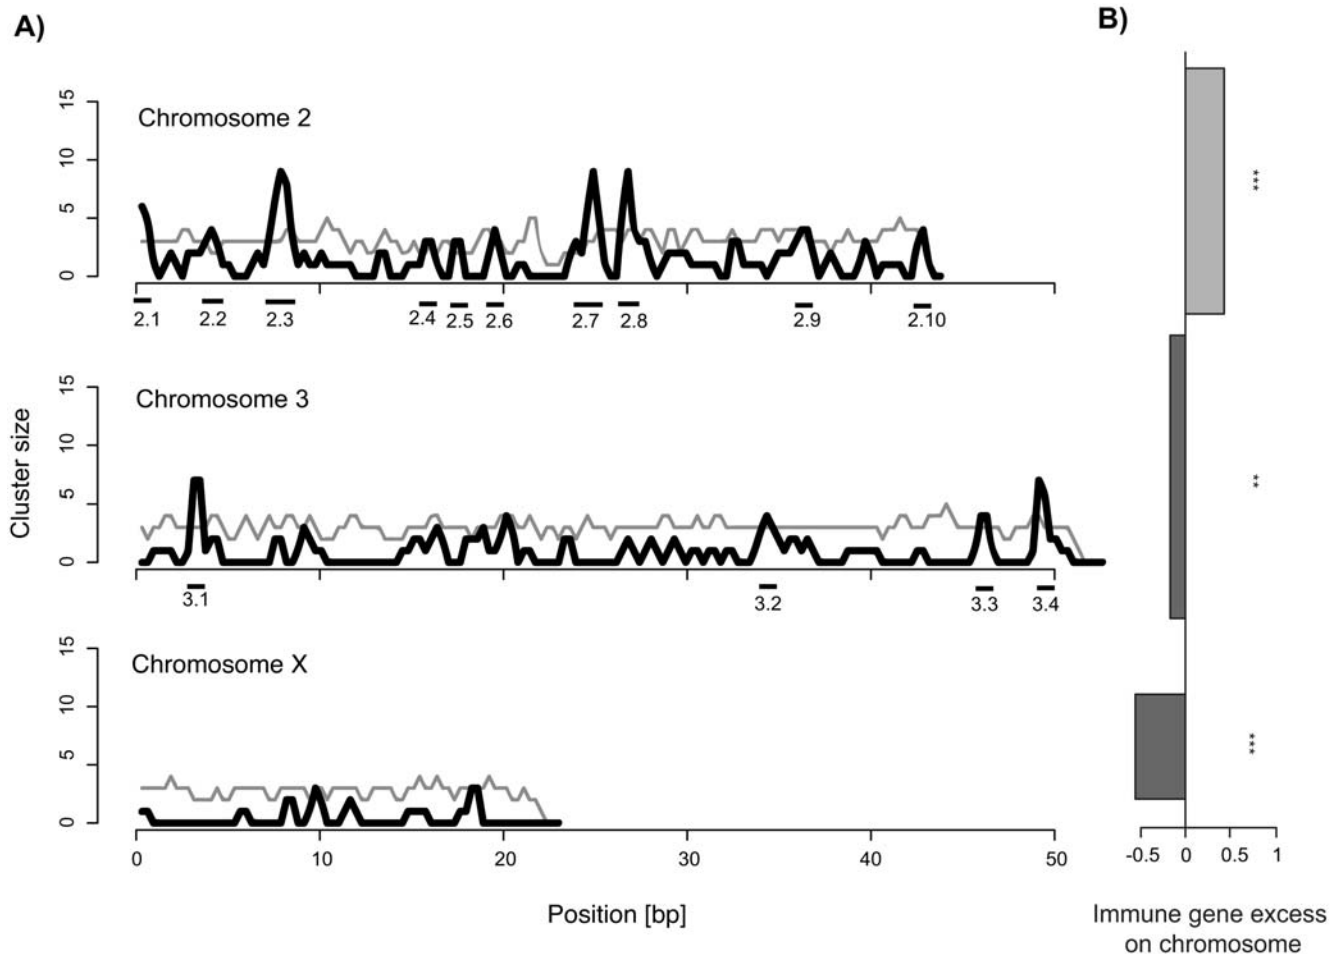 A)
B)
Chromosome 2
15
10
5
0
2.1 2.2 2.3 2.4 2.5 2.6 2.7 2.8 2.9 2.10
***
Chromosome 3
15
10
5
0
3.1 3.2 3.3 3.4
**
Cluster size
Chromosome X
15
10
5
0
***
0 10 20 30 40 50
-0.5 0 0.5 1
Position [bp]
Immune gene excess
on chromosome